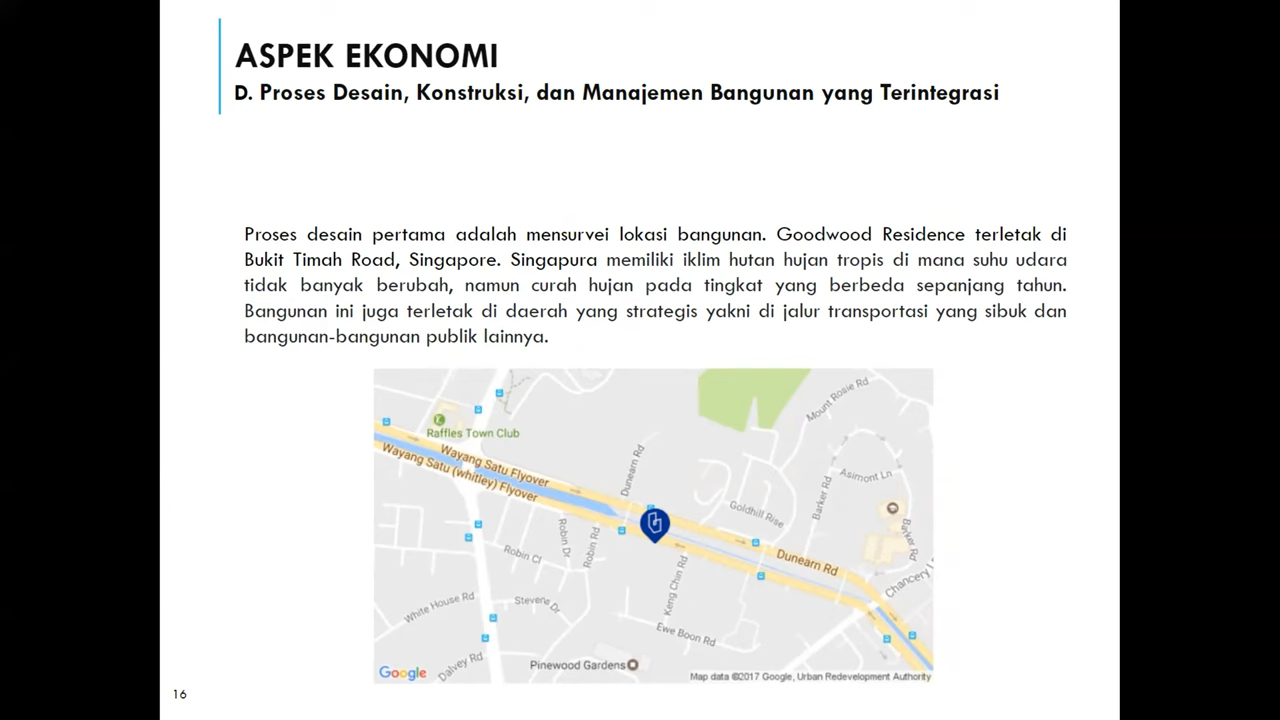 ASPEK EKONOMI
D. Proses Desain, Konstruksi, dan Manajemen Bangunan yang Terintegrasi
Proses desain pertama adalah mensurvei lokasi bangunan. Goodwood Residence terletak di
Bukit Timah Road, Singapore. Singapura memiliki iklim hutan hujan tropis di mana suhu udara
tidak banyak berubah, namun curah hujan pada tingkat yang berbeda sepanjang tahun.
Bangunan ini juga terletak di daerah yang strategis yakni di jalur transportasi yang sibuk dan
bangunan-bangunan publik lainnya.
Mount Rosie Rd
Raffles Town Club
Wayang Satu Flyover
Wayang Satu (whitley) Flyover
Dunearn Rd
Asimont Ln
Barker Rd
Goldhill Rise
Barker Rd
Robin Dr
Robin Rd
Robin Cl
Dunearn Rd
Keng Chin Rd
Chancery L
White House Rd
Stevens Dr
Ewe Boon Rd
Dalvey Rd
Pinewood Gardens
Google
Map data ©2017 Google, Urban Redevelopment Authority
16